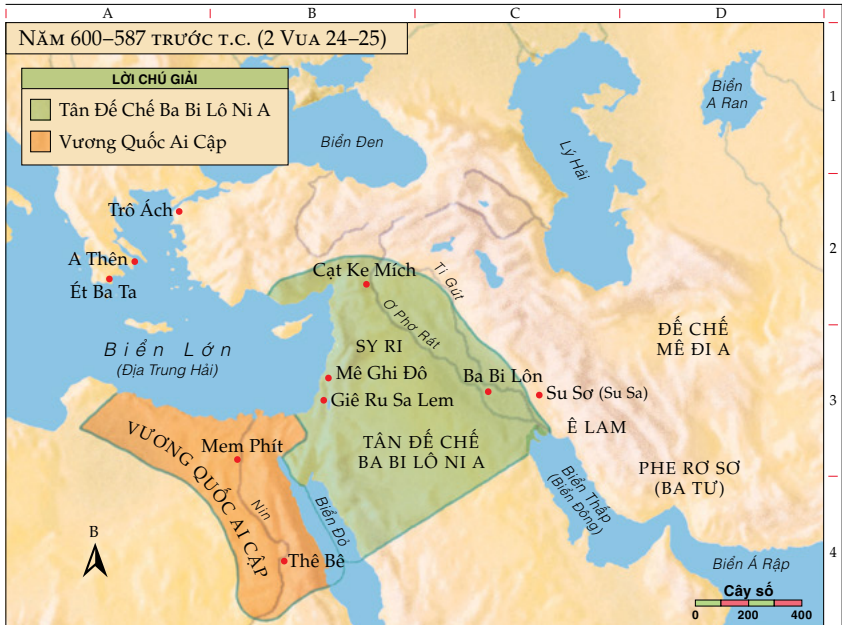 A B C D
NĂM 600–587 TRƯỚC T.C. (2 VUA 24–25)
LỜI CHÚ GIẢI
Tân Đế Chế Ba Bi Lô Ni A
Vương Quốc Ai Cập
1
2
3
4
Biển Đen
Lý Hải
Biển
A Ran
Trô Ách
A Thên
Ét Ba Ta
Cạt Ke Mích
Ti Gút
Ơ Phơ Rát
Biển Lớn
(Địa Trung Hải)
SY RI
Mê Ghi Đô
Giê Ru Sa Lem
Ba Bi Lôn
Su Sơ (Su Sa)
ĐẾ CHẾ
MÊ ĐI A
Ê LAM
TÂN ĐẾ CHẾ
BA BI LÔ NI A
PHE RƠ SƠ
(BA TƯ)
VƯƠNG QUỐC AI CẬP
Mem Phít
Nin
Thê Bê
Biển Đỏ
Biển Thấp
(Biển Đông)
Biển Á Rập
B
Cây số
0 200 400